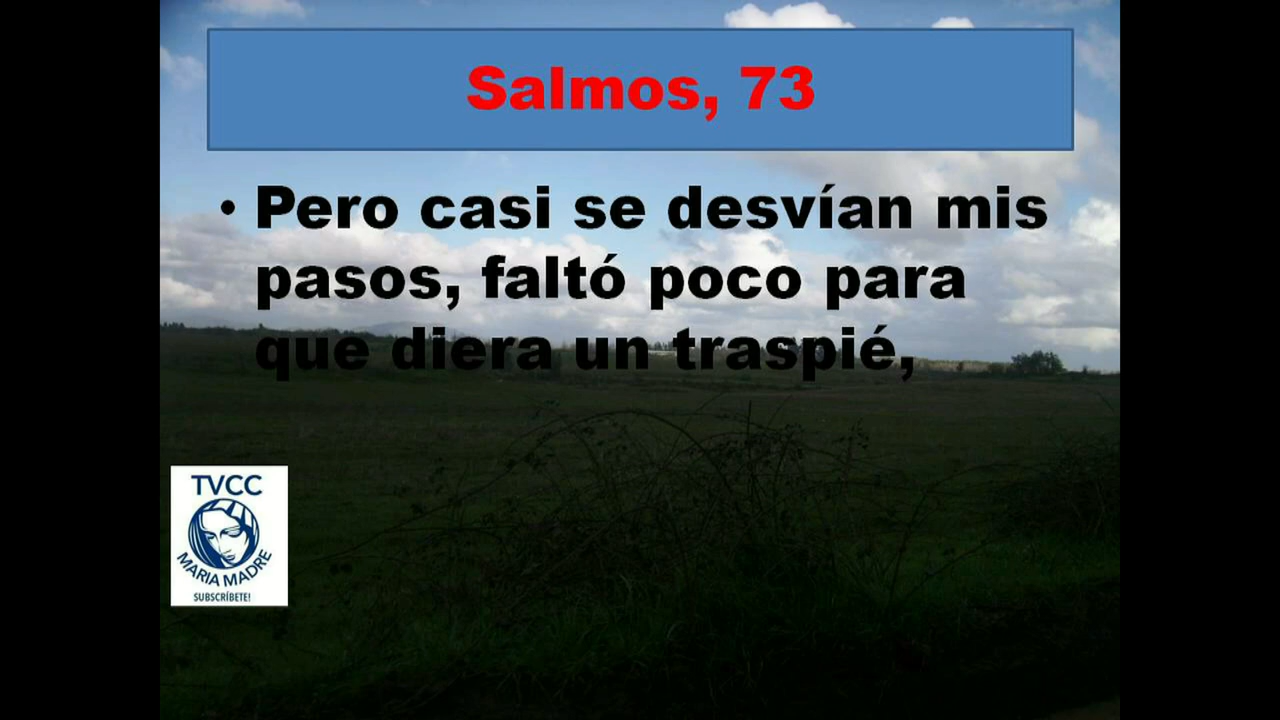 Salmos, 73
• Pero casi se desvían mis
pasos, faltó poco para
que diera un traspié,
TVCC
MARIA MADRE
SUBSCRÍBETE!